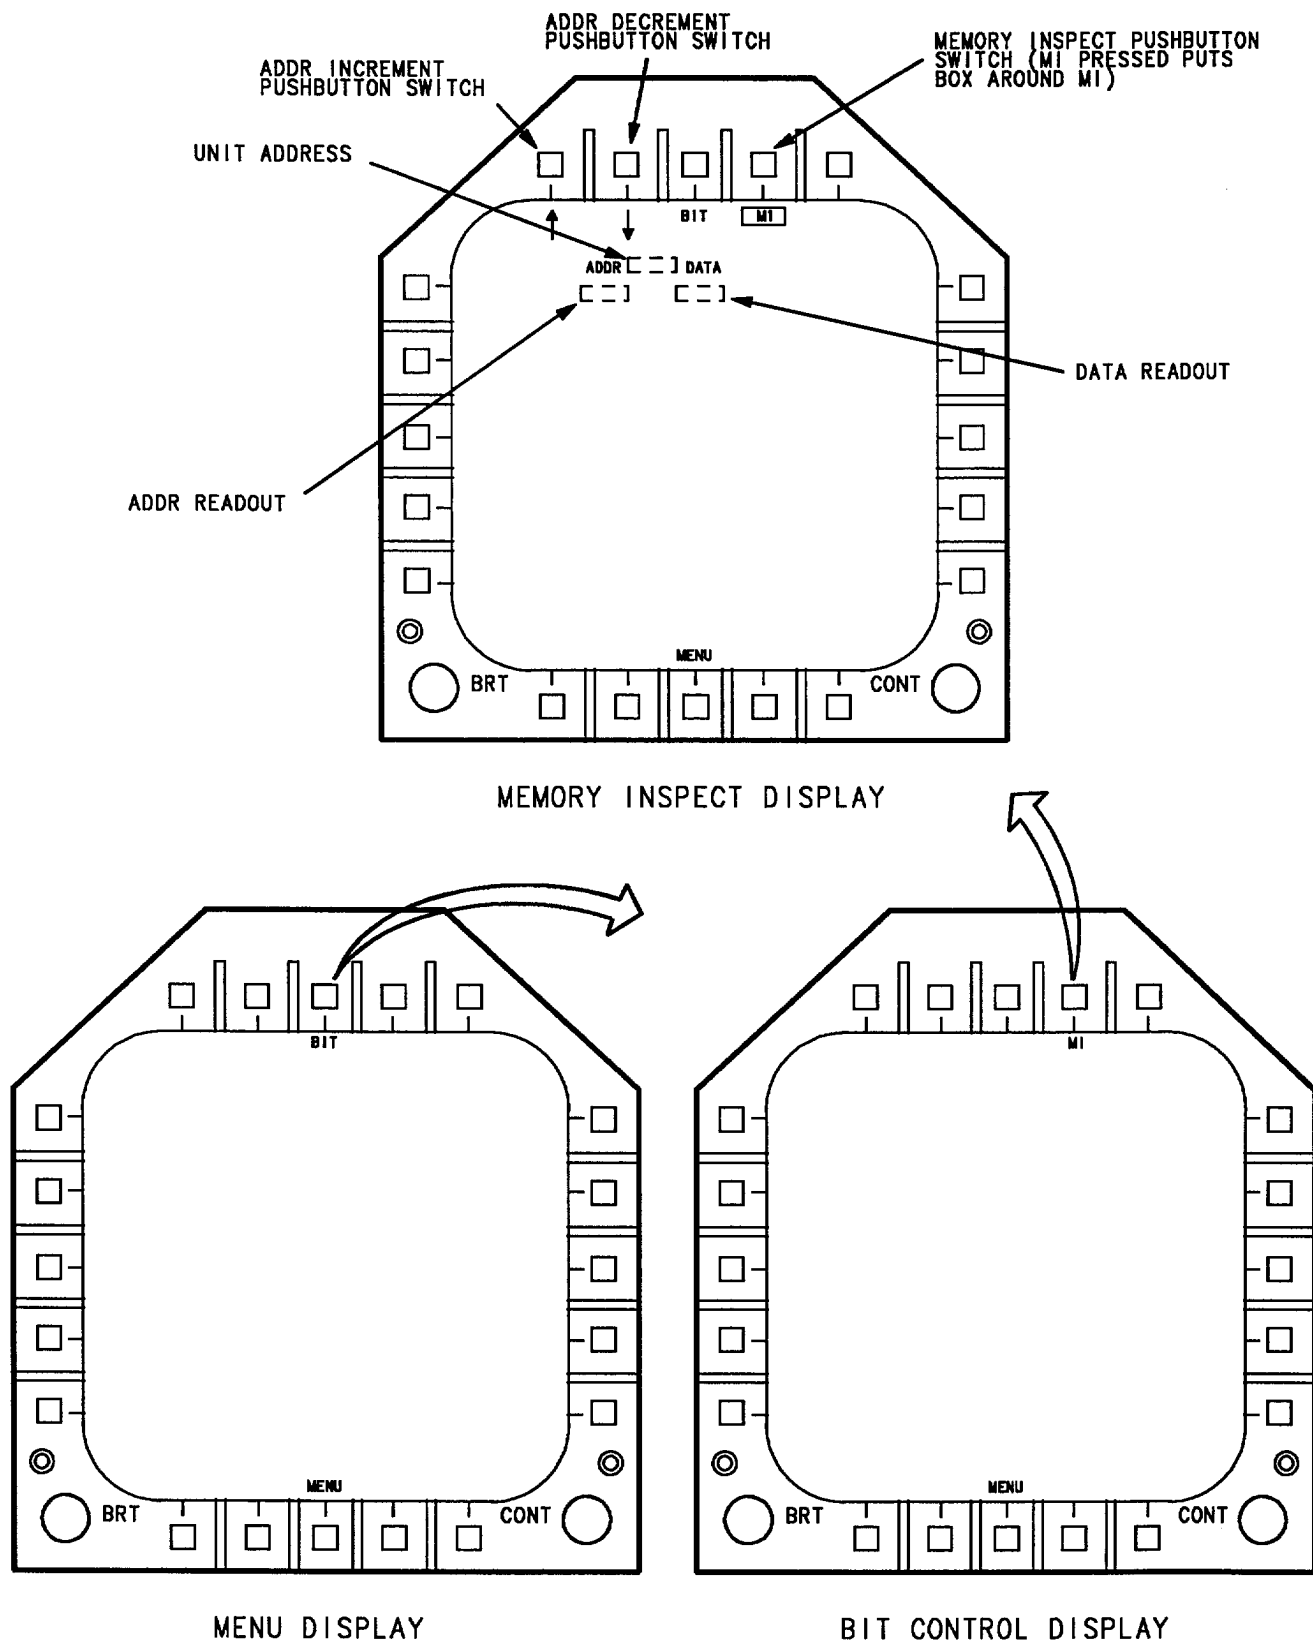 ADDR DECREMENT
PUSHBUTTON SWITCH
MEMORY INSPECT PUSHBUTTON
SWITCH (MI PRESSED PUTS
BOX AROUND MI)
ADDR INCREMENT
PUSHBUTTON SWITCH
UNIT ADDRESS
BIT
MI
ADDR
DATA
DATA READOUT
ADDR READOUT
MENU
BRT
CONT
MEMORY INSPECT DISPLAY
BIT
MENU
BRT
CONT
MENU DISPLAY
MI
MENU
BRT
CONT
BIT CONTROL DISPLAY